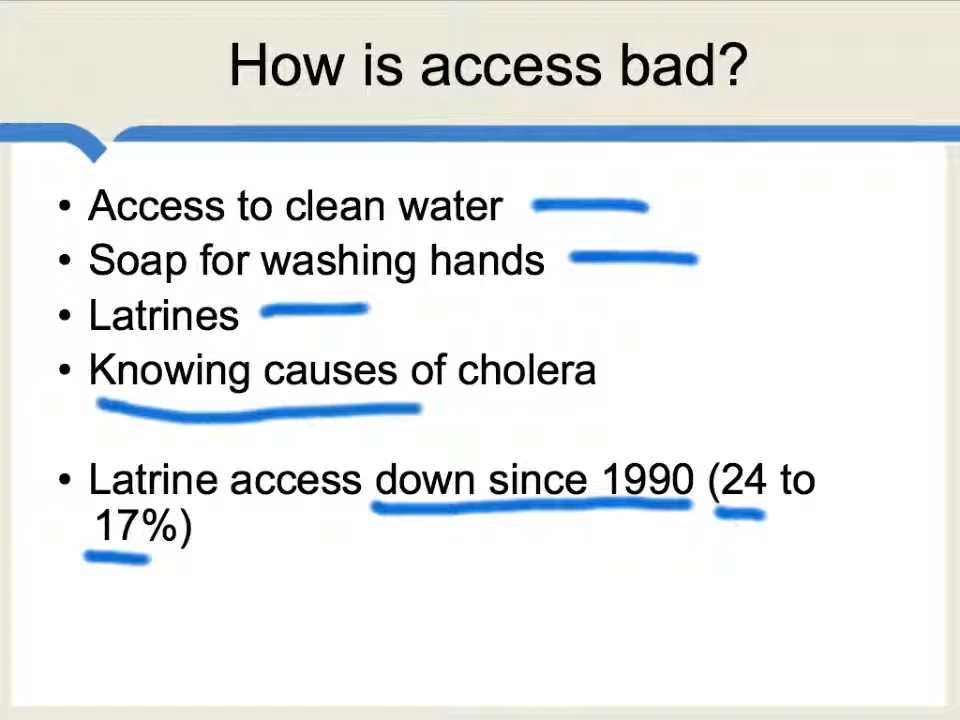 How is access bad?
• Access to clean water
• Soap for washing hands
• Latrines
• Knowing causes of cholera
• Latrine access down since 1990 (24 to
17%)